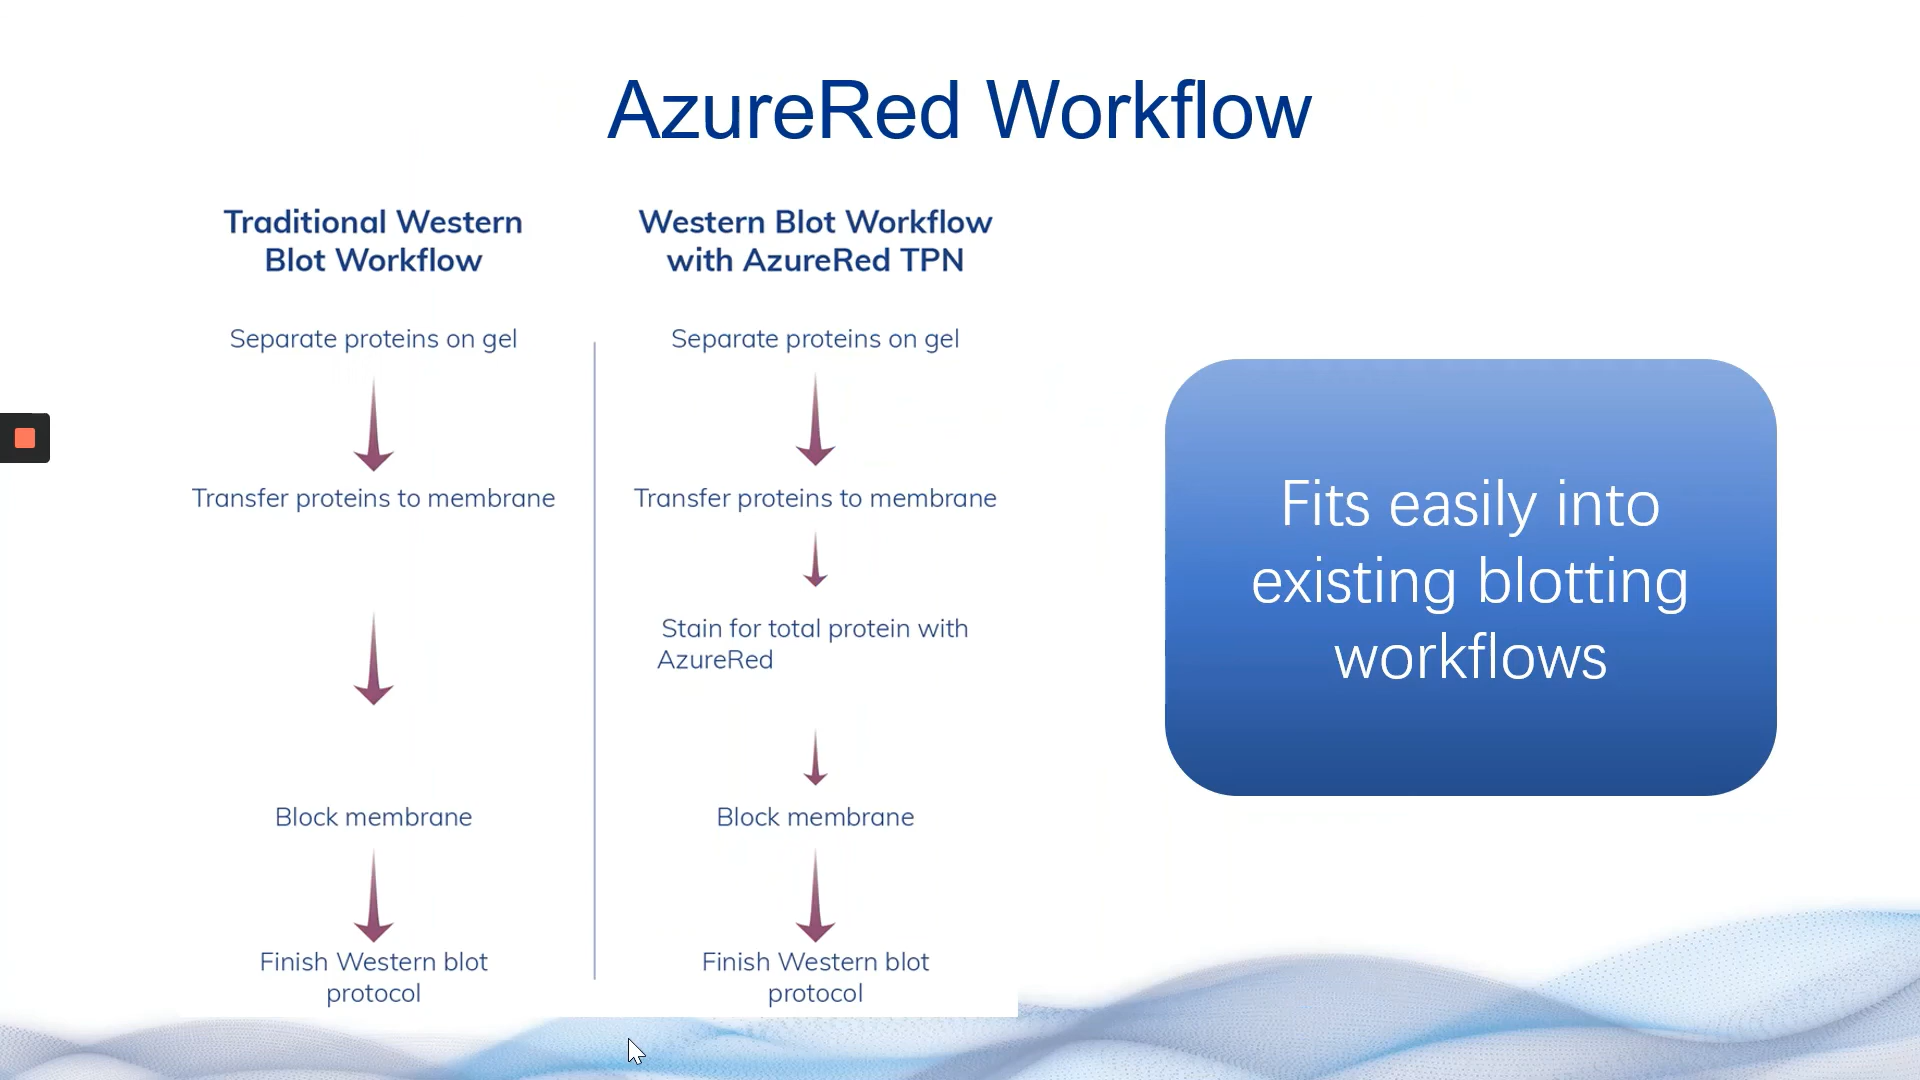 AzureRed Workflow
Traditional Western
Blot Workflow
Separate proteins on gel
Transfer proteins to membrane
Block membrane
Finish Western blot
protocol
Western Blot Workflow
with AzureRed TPN
Separate proteins on gel
Transfer proteins to membrane
Stain for total protein with
AzureRed
Block membrane
Finish Western blot
protocol
Fits easily into
existing blotting
workflows